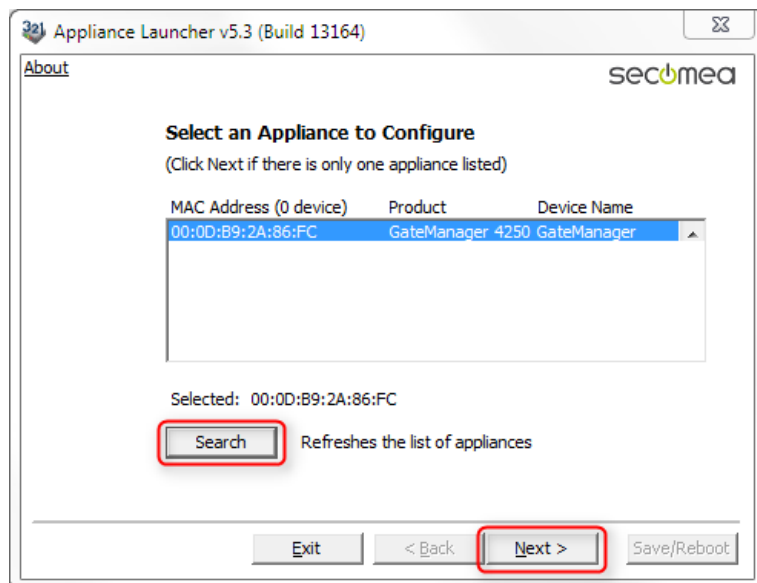 321 Appliance Launcher v5.3 (Build 13164)
About
secomea
Select an Appliance to Configure
(Click Next if there is only one appliance listed)
MAC Address (0 device) Product Device Name
00:0D:B9:2A:86:FC GateManager 4250 GateManager
Selected: 00:0D:B9:2A:86:FC
Search Refreshes the list of appliances
Exit < Back Next > Save/Reboot